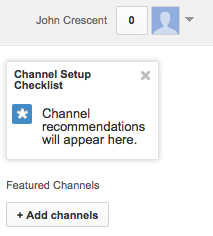 John Crescent 0
Channel Setup
Checklist
Channel
recommendations
will appear here.
Featured Channels
+ Add channels